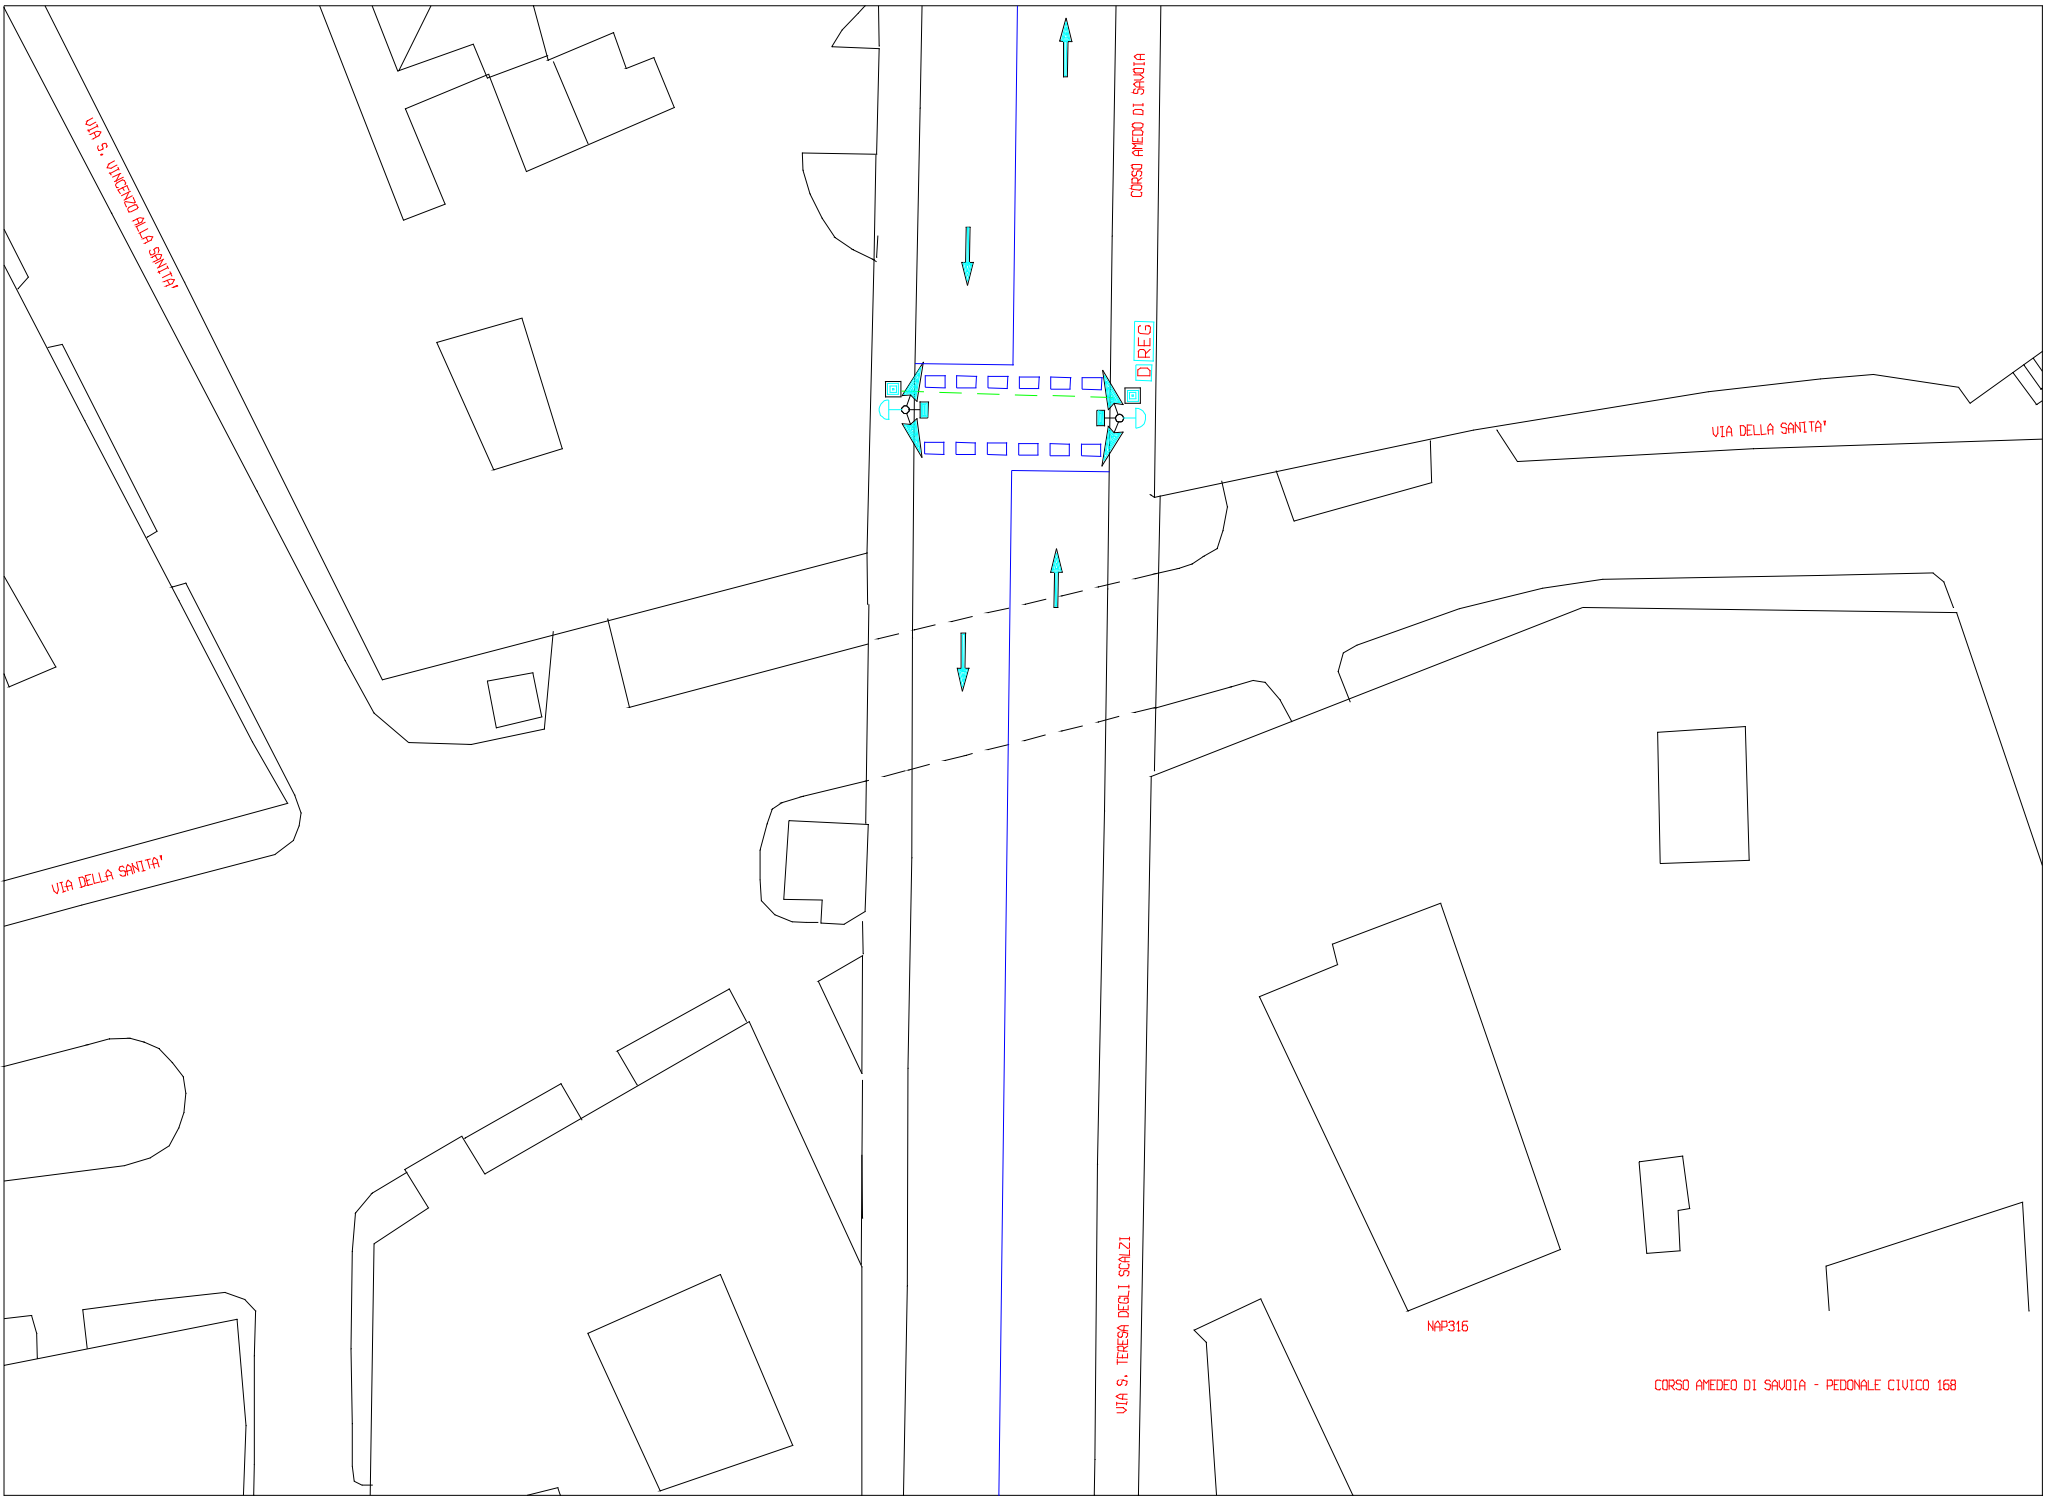 CORSO AMEDO DI SAVOIA
VIA S. VINCENZO ALLA SANITA'
D REG
VIA DELLA SANITA'
VIA DELLA SANITA'
VIA S. TERESA DEGLI SCALZI
NAP316
CORSO AMEDEO DI SAVOIA - PEDONALE CIVICO 168